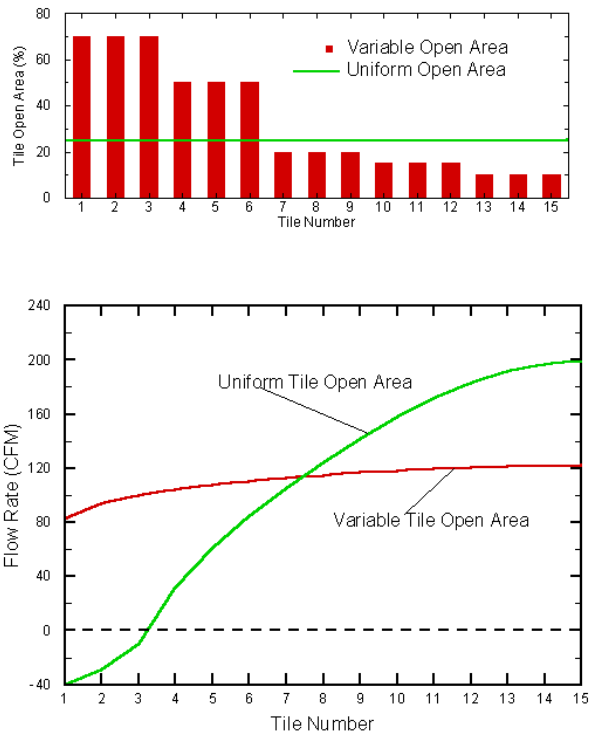 80
60
40
20
0
Tile Open Area (%)
Variable Open Area
Uniform Open Area
1 2 3 4 5 6 7 8 9 10 11 12 13 14 15
Tile Number
240
200
160
120
80
40
0
-40
Flow Rate (CFM)
Uniform Tile Open Area
Variable Tile Open Area
1 2 3 4 5 6 7 8 9 10 11 12 13 14 15
Tile Number